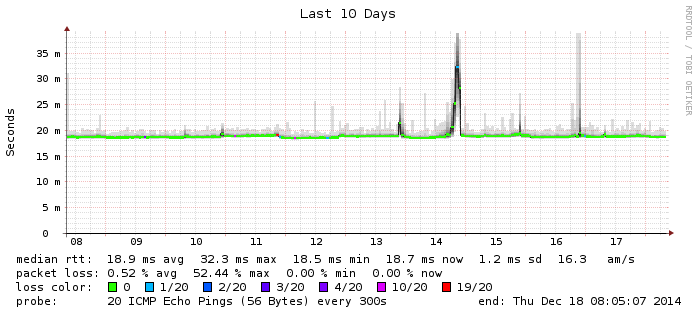 Last 10 Days
RRDTOOL / TOBI OETIKER
Seconds
35 m
30 m
25 m
20 m
15 m
10 m
5 m
0
08 09 10 11 12 13 14 15 16 17
median rtt: 18.9 ms avg 32.3 ms max 18.5 ms min 18.7 ms now 1.2 ms sd 16.3 am/s
packet loss: 0.52 % avg 52.44 % max 0.00 % min 0.00 % now
loss color: 0 1/20 2/20 3/20 4/20 10/20 19/20
probe: 20 ICMP Echo Pings (56 Bytes) every 300s end: Thu Dec 18 08:05:07 2014